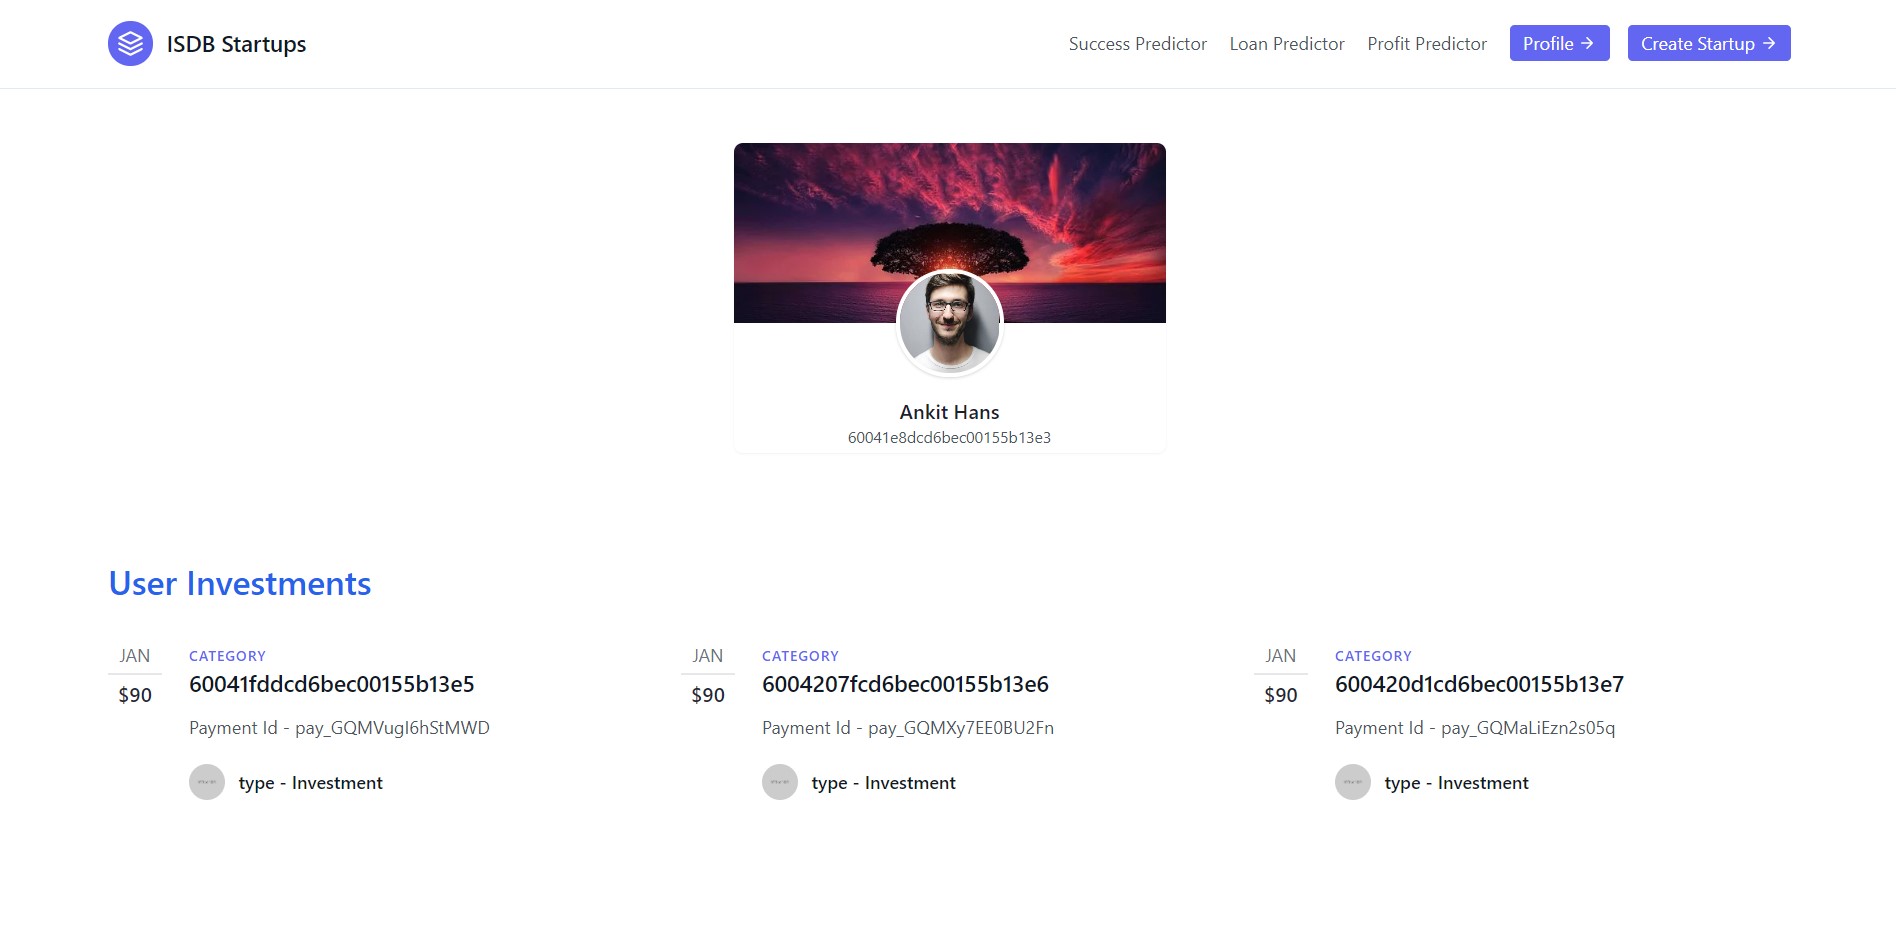 ISDB Startups
Success Predictor
Loan Predictor
Profit Predictor
Profile →
Create Startup →
Ankit Hans
60041e8dcd6bec00155b13e3
User Investments
JAN
$90
CATEGORY
60041fddcd6bec00155b13e5
Payment Id - pay_GQMVugI6hStMWD
type - Investment
JAN
$90
CATEGORY
6004207fcd6bec00155b13e6
Payment Id - pay_GQMXy7EE0BU2Fn
type - Investment
JAN
$90
CATEGORY
600420d1cd6bec00155b13e7
Payment Id - pay_GQMaLiEzn2s05q
type - Investment